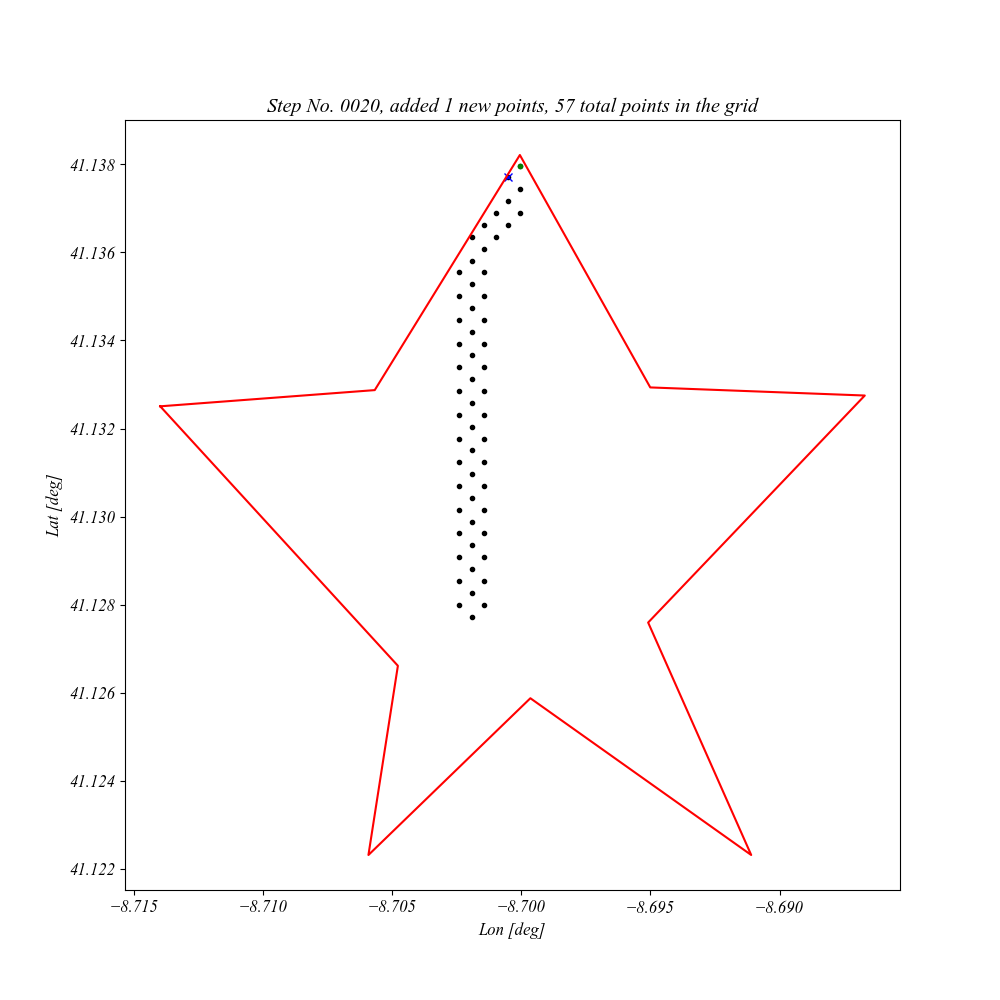 Step No. 0020, added 1 new points, 57 total points in the grid
41.138
41.136
41.134
41.132
41.130
41.128
41.126
41.124
41.122
Lat [deg]
−8.715 −8.710 −8.705 −8.700 −8.695 −8.690
Lon [deg]